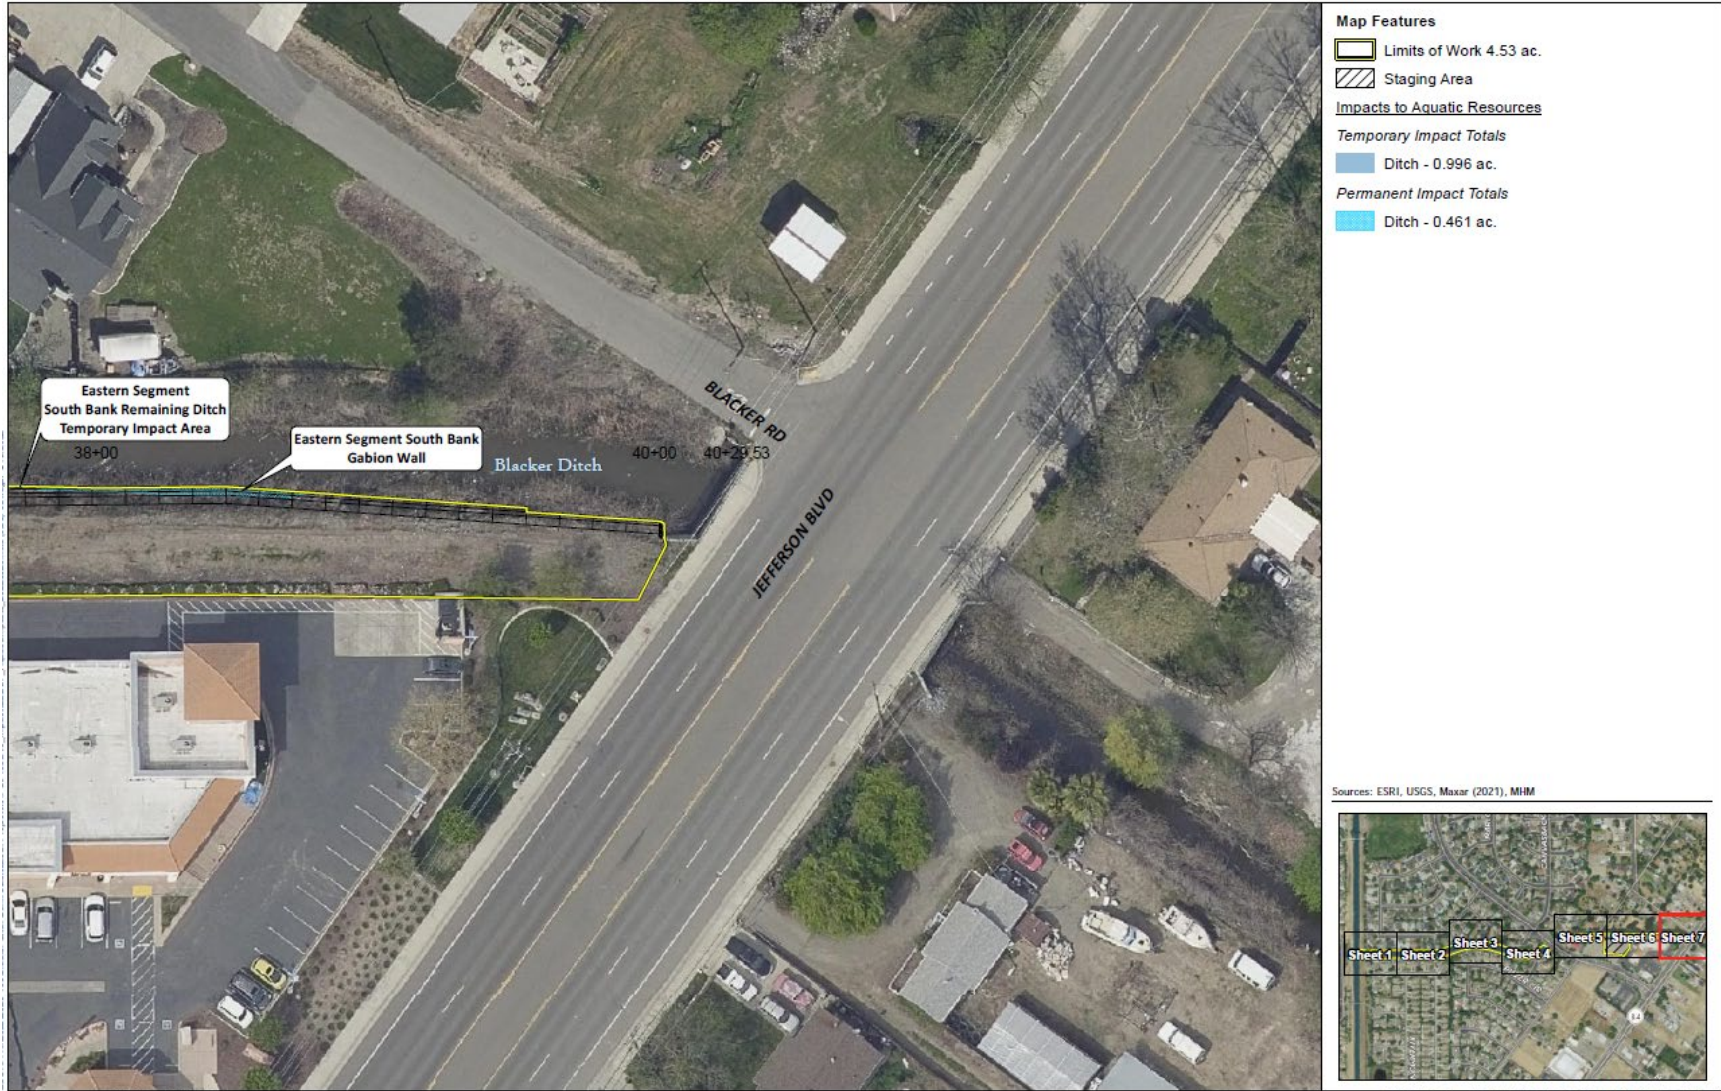 Map Features
Limits of Work 4.53 ac.
Staging Area
Impacts to Aquatic Resources
Temporary Impact Totals
Ditch - 0.996 ac.
Permanent Impact Totals
Ditch - 0.461 ac.
Eastern Segment
South Bank Remaining Ditch
Temporary Impact Area
Eastern Segment South Bank
Gabion Wall
38+00
Blacker Ditch
40+00
40+29.53
BLACKER RD
JEFFERSON BLVD
Sources: ESRI, USGS, Maxar (2021), MHM
Sheet 1
Sheet 2
Sheet 3
Sheet 4
Sheet 5
Sheet 6
Sheet 7
84